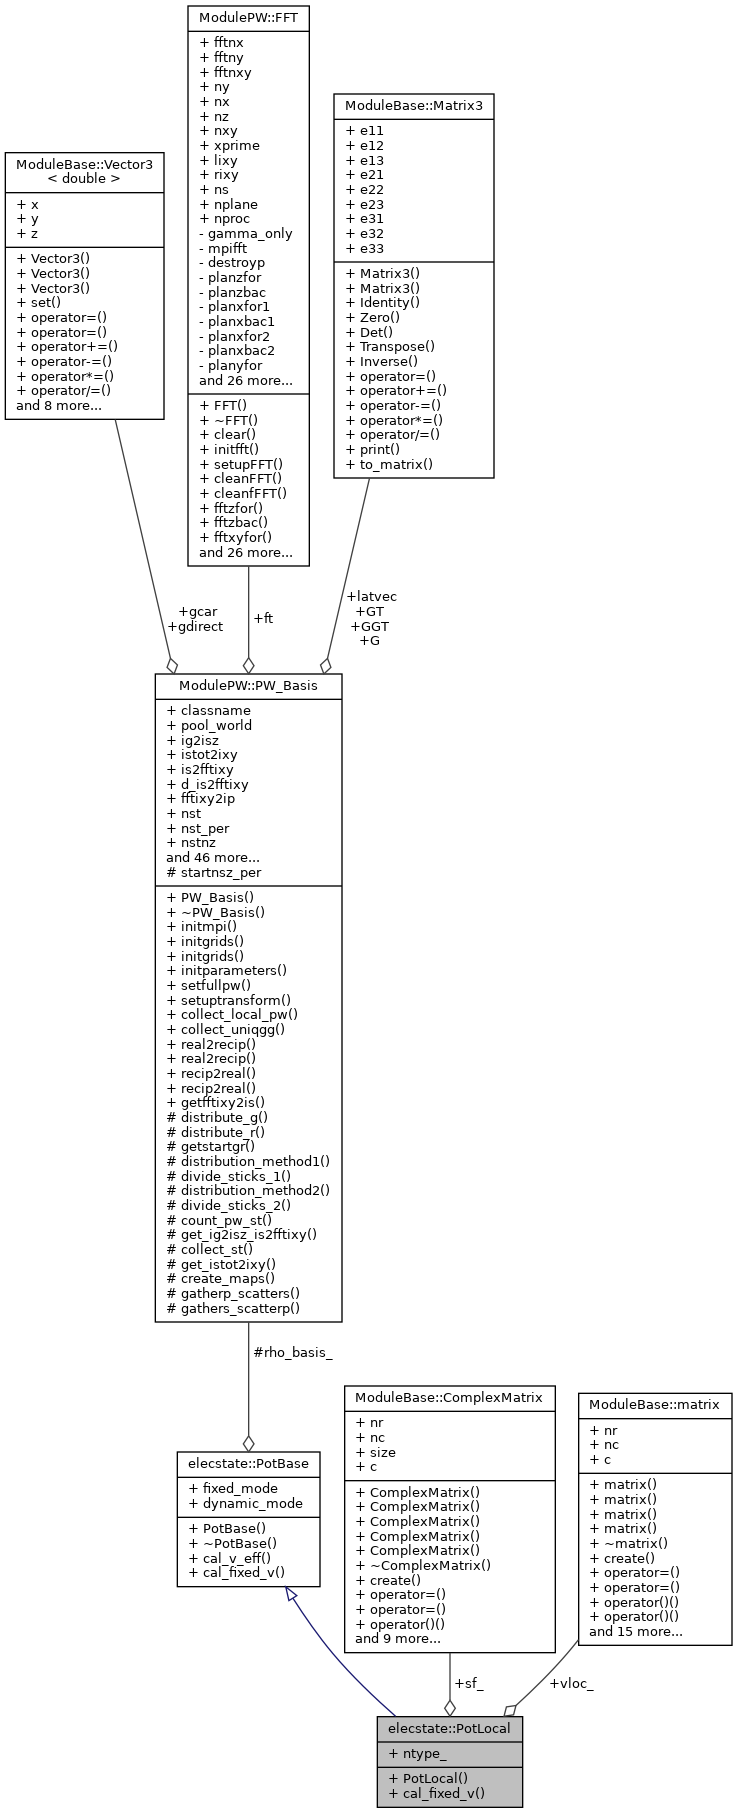 ModulePW::FFT
+ fftnx
+ fftny
+ fftnxy
+ ny
+ nx
+ nz
+ nxy
+ xprime
+ lixy
+ rixy
+ ns
+ nplane
+ nproc
- gamma_only
- mpifft
- destroyp
- planzfor
- planzbac
- planxfor1
- planxbac1
- planxfor2
- planxbac2
- planyfor
and 26 more...
+ FFT()
+ ~FFT()
+ clear()
+ initfft()
+ setupFFT()
+ cleanFFT()
+ cleanfFFT()
+ fftzfor()
+ fftzbac()
+ fftxyfor()
and 26 more...
ModuleBase::Matrix3
+ e11
+ e12
+ e13
+ e21
+ e22
+ e23
+ e31
+ e32
+ e33
+ Matrix3()
+ Matrix3()
+ Identity()
+ Zero()
+ Det()
+ Transpose()
+ Inverse()
+ operator=()
+ operator+=()
+ operator-=()
+ operator*=()
+ operator/=()
+ print()
+ to_matrix()
ModuleBase::Vector3
< double >
+ x
+ y
+ z
+ Vector3()
+ Vector3()
+ Vector3()
+ set()
+ operator=()
+ operator=()
+ operator+=()
+ operator-=()
+ operator*=()
+ operator/=()
and 8 more...
+gcar
+gdirect
+ft
+latvec
+GT
+GGT
+G
ModulePW::PW_Basis
+ classname
+ pool_world
+ ig2isz
+ istot2ixy
+ is2fftixy
+ d_is2fftixy
+ fftixy2ip
+ nst
+ nst_per
+ nstnz
and 46 more...
# startnsz_per
+ PW_Basis()
+ ~PW_Basis()
+ initmpi()
+ initgrids()
+ initgrids()
+ initparameters()
+ setfullpw()
+ setuptransform()
+ collect_local_pw()
+ collect_uniqgg()
+ real2recip()
+ real2recip()
+ recip2real()
+ recip2real()
+ getfftixy2is()
# distribute_g()
# distribute_r()
# getstartgr()
# distribution_method1()
# divide_sticks_1()
# distribution_method2()
# divide_sticks_2()
# count_pw_st()
# get_ig2isz_is2fftixy()
# collect_st()
# get_istot2ixy()
# create_maps()
# gatherp_scatters()
# gathers_scatterp()
#rho_basis_
elecstate::PotBase
+ fixed_mode
+ dynamic_mode
+ PotBase()
+ ~PotBase()
+ cal_v_eff()
+ cal_fixed_v()
ModuleBase::ComplexMatrix
+ nr
+ nc
+ size
+ c
+ ComplexMatrix()
+ ComplexMatrix()
+ ComplexMatrix()
+ ComplexMatrix()
+ ComplexMatrix()
+ ~ComplexMatrix()
+ create()
+ operator=()
+ operator=()
+ operator()()
and 9 more...
ModuleBase::matrix
+ nr
+ nc
+ c
+ matrix()
+ matrix()
+ matrix()
+ matrix()
+ ~matrix()
+ create()
+ operator=()
+ operator=()
+ operator()()
+ operator()()
and 15 more...
+sf_
+vloc_
elecstate::PotLocal
+ ntype_
+ PotLocal()
+ cal_fixed_v()